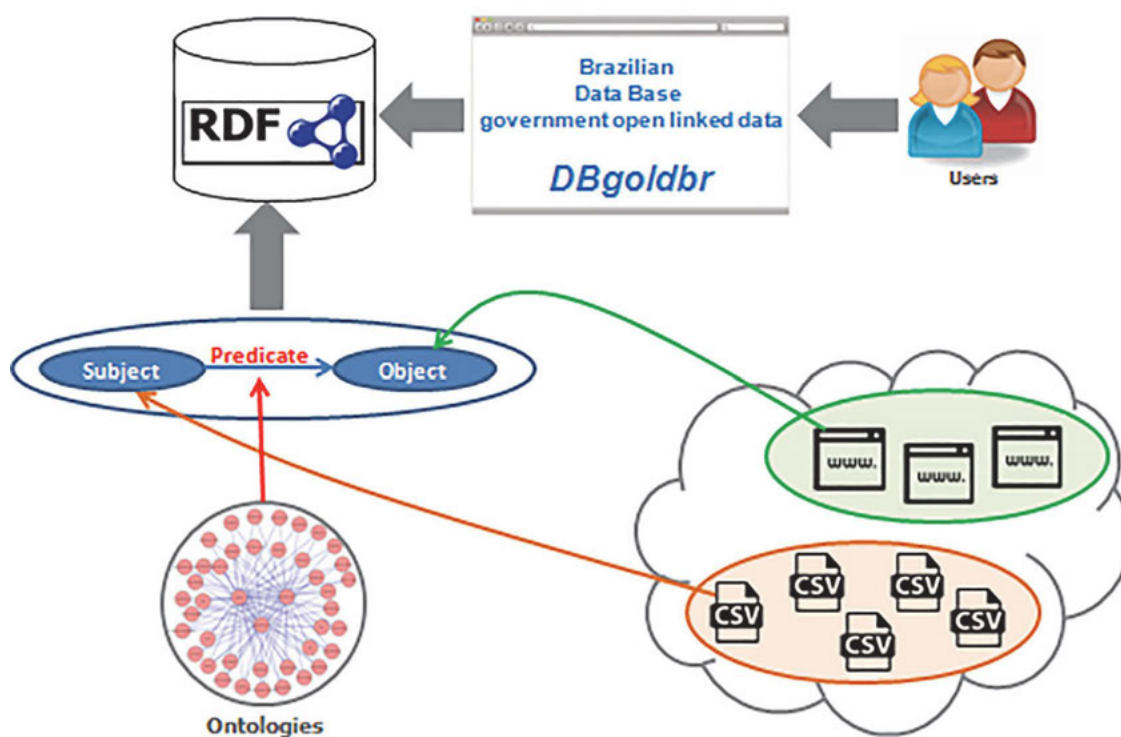 RDF
Brazilian
Data Base
government open linked data
DBgoldbr
Users
Predicate
Subject
Object
www.
www.
www.
CSV
CSV
CSV
CSV
CSV
Ontologies